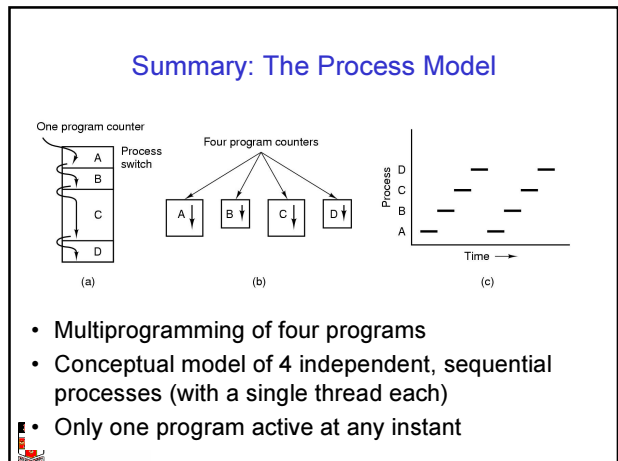 Summary: The Process Model
One program counter
Process
switch
A
B
C
D
(a)
Four program counters
A
B
C
D
(b)
Process
D
C
B
A
Time
(c)
• Multiprogramming of four programs
• Conceptual model of 4 independent, sequential
processes (with a single thread each)
• Only one program active at any instant